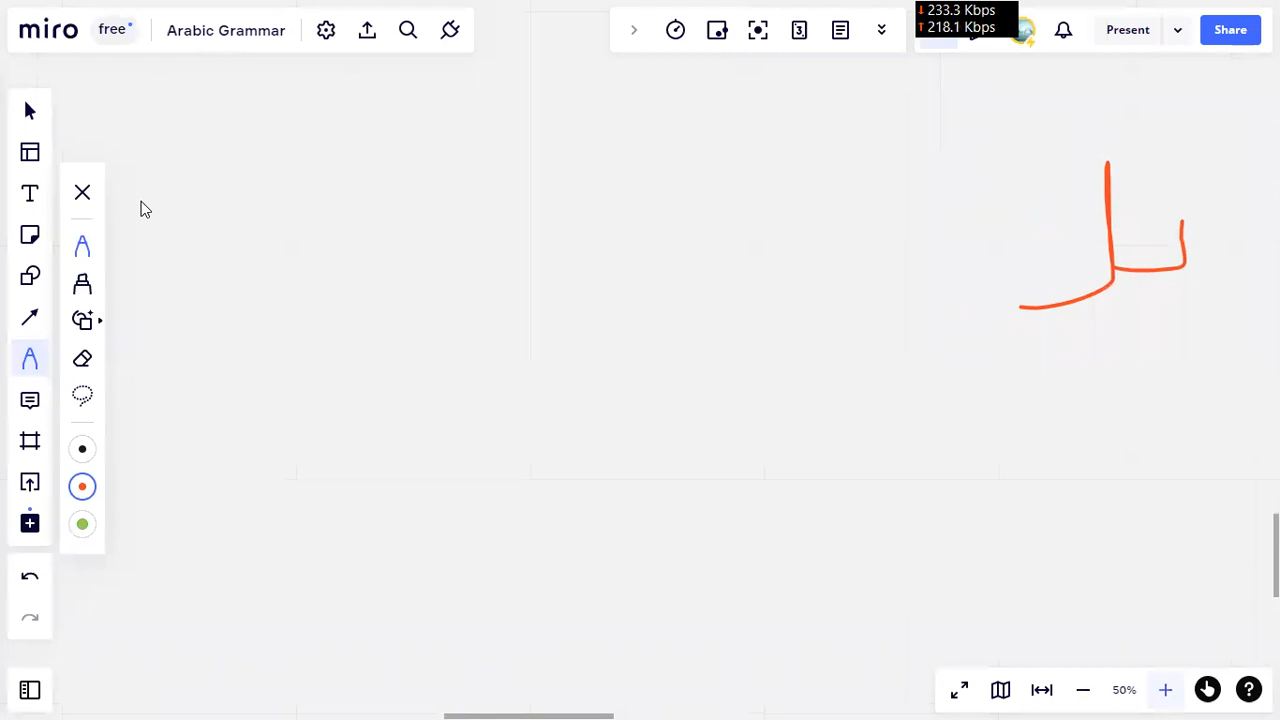 miro free Arabic Grammar
233.3 Kbps
218.1 Kbps
Present Share
50%